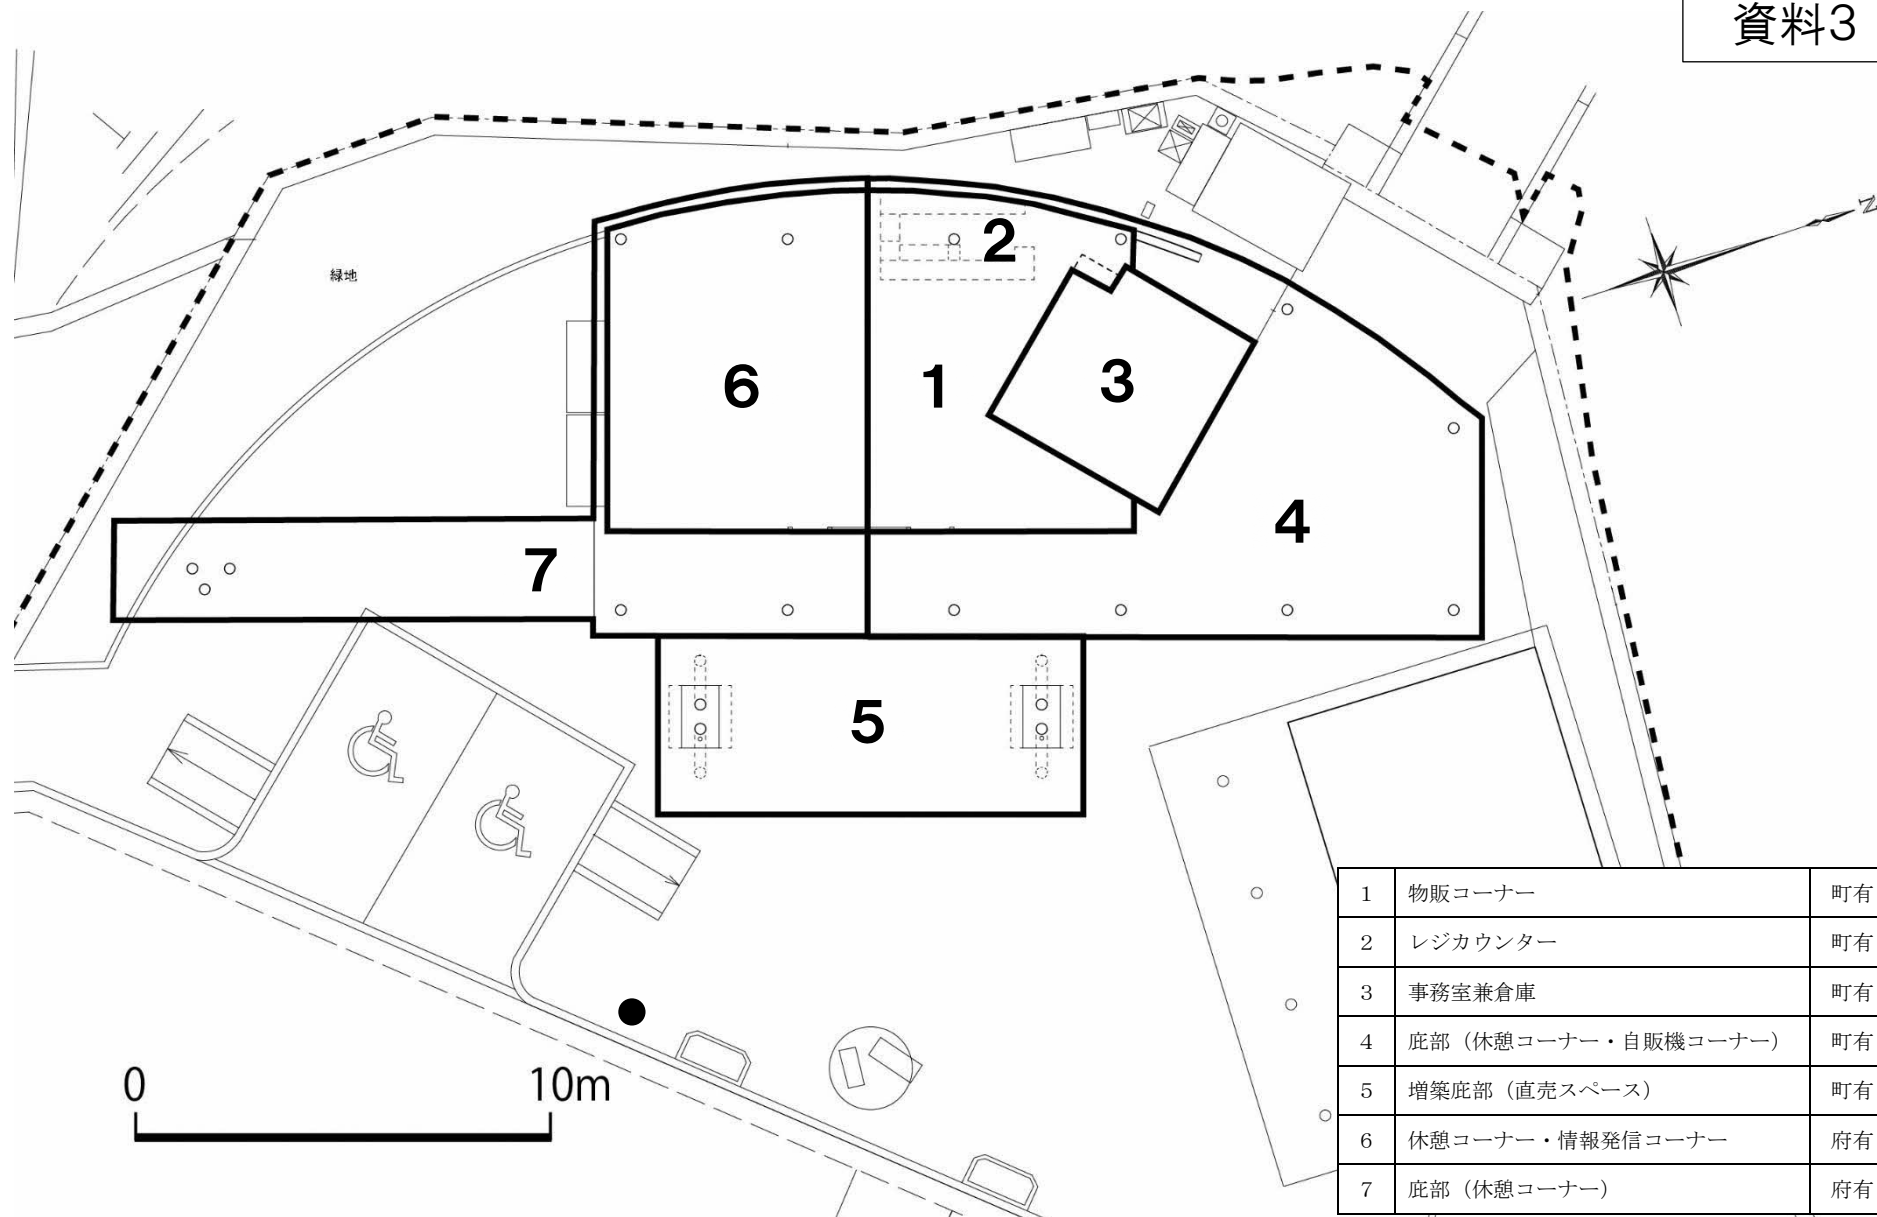 資料3
N
緑地
2
6
1
3
4
7
5
0 10m
1 物販コーナー 町有
2 レジカウンター 町有
3 事務室兼倉庫 町有
4 庇部（休憩コーナー・自販機コーナー） 町有
5 増築庇部（直売スペース） 町有
6 休憩コーナー・情報発信コーナー 府有
7 庇部（休憩コーナー） 府有